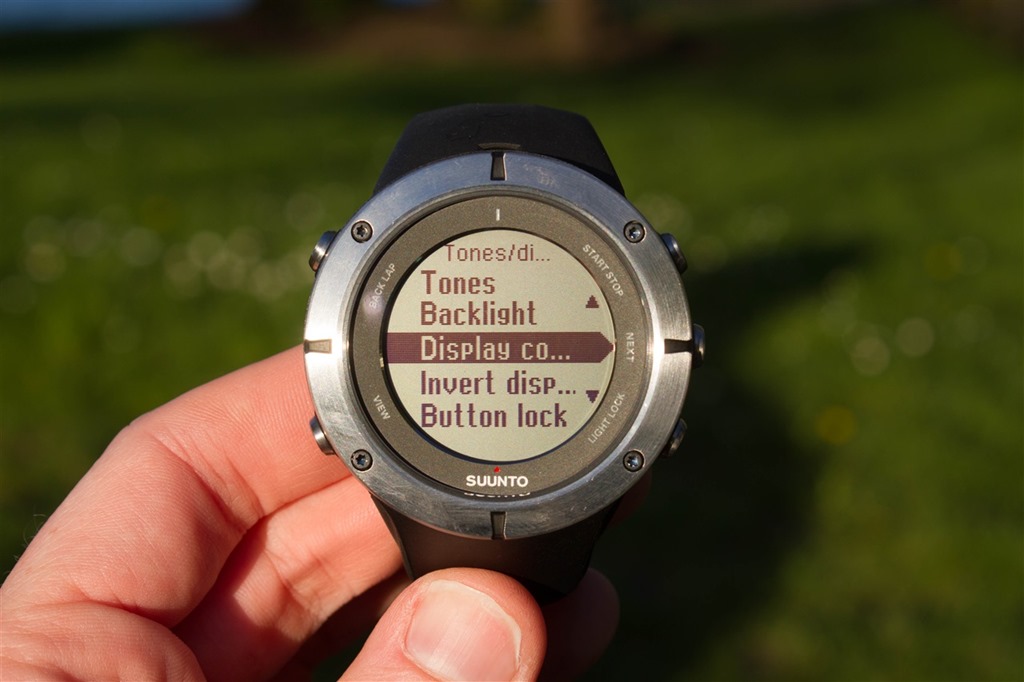 Tones/di...
Tones
Backlight
Display co...
Invert disp...
Button lock
BACK LAP
START STOP
NEXT
VIEW
LIGHT LOCK
SUUNTO